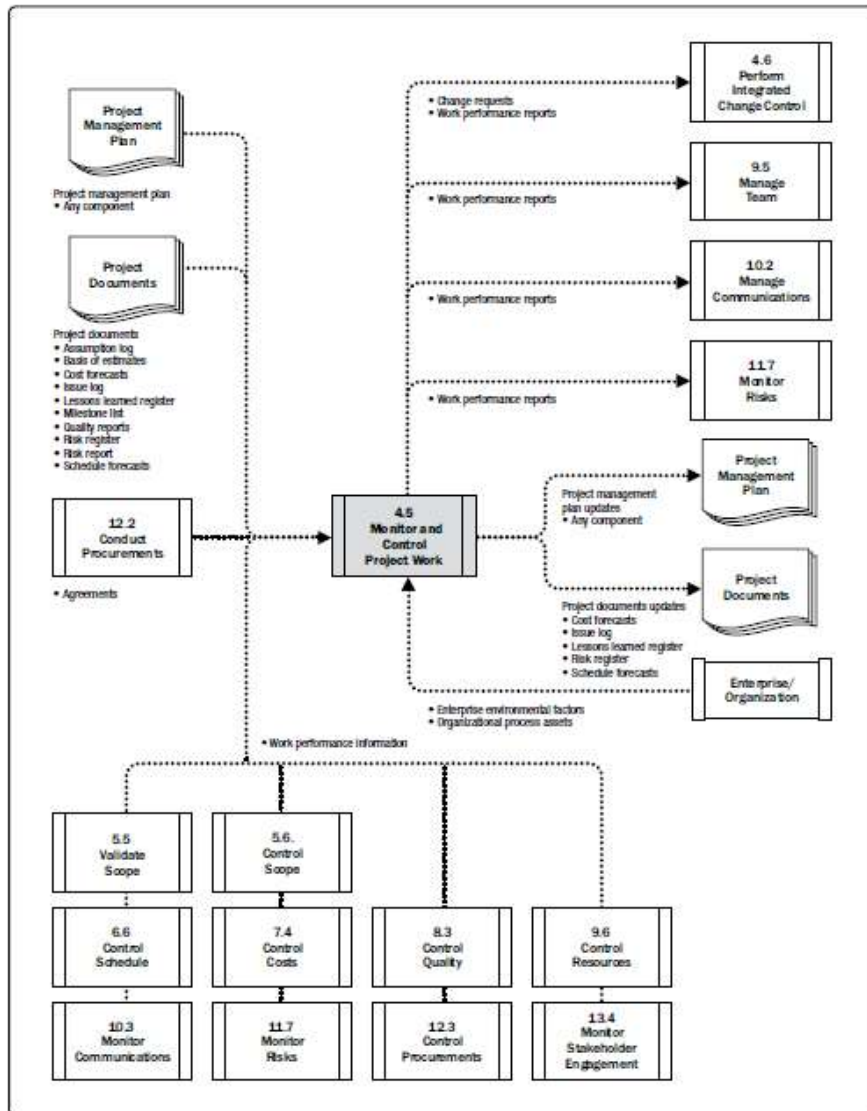 Project
Management
Plan
Project management plan
• Any component
Project
Documents
Project documents
• Assumption log
• Basis of estimates
• Cost forecasts
• Issue log
• Lessons learned register
• Milestone list
• Quality reports
• Risk register
• Risk report
• Schedule forecasts
12.2
Conduct
Procurements
• Agreements
• Change requests
• Work performance reports
4.6
Perform
Integrated
Change Control
• Work performance reports
9.5
Manage
Team
• Work performance reports
10.2
Manage
Communications
• Work performance reports
11.7
Monitor
Risks
4.5
Monitor and
Control
Project Work
Project management
plan updates
• Any component
Project
Management
Plan
Project documents updates
• Cost forecasts
• Issue log
• Lessons learned register
• Risk register
• Schedule forecasts
Project
Documents
Enterprise/
Organization
• Enterprise environmental factors
• Organizational process assets
• Work performance information
5.5
Validate
Scope
5.6.
Control
Scope
6.6
Control
Schedule
7.4
Control
Costs
8.3
Control
Quality
9.6
Control
Resources
10.3
Monitor
Communications
11.7
Monitor
Risks
12.3
Control
Procurements
13.4
Monitor
Stakeholder
Engagement